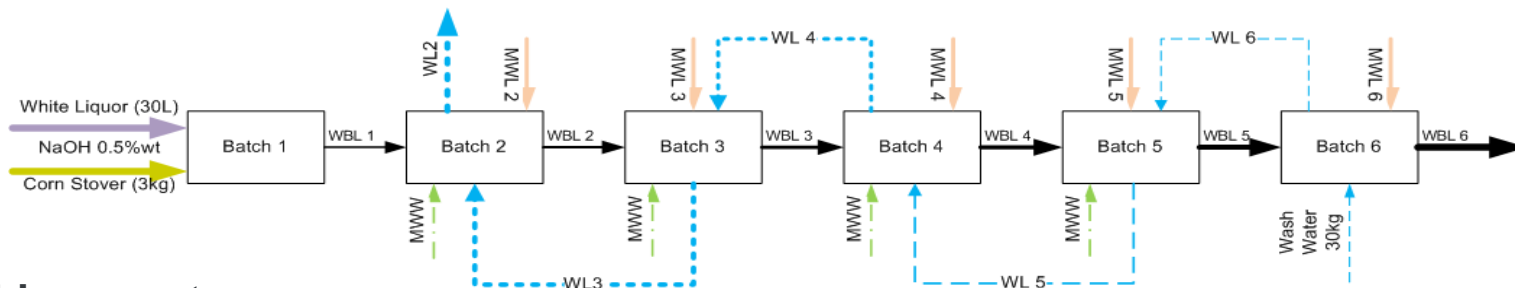 White Liquor (30L)
NaOH 0.5%wt
Corn Stover (3kg)
Batch 1
WBL 1
WL2
MWL 2
Batch 2
MWW
WBL 2
WL3
MWL 3
Batch 3
MWW
WBL 3
WL 4
MWL 4
Batch 4
MWW
WBL 4
WL 5
MWL 5
Batch 5
MWW
WBL 5
WL 6
MWL 6
Batch 6
Wash
Water
30kg
WBL 6